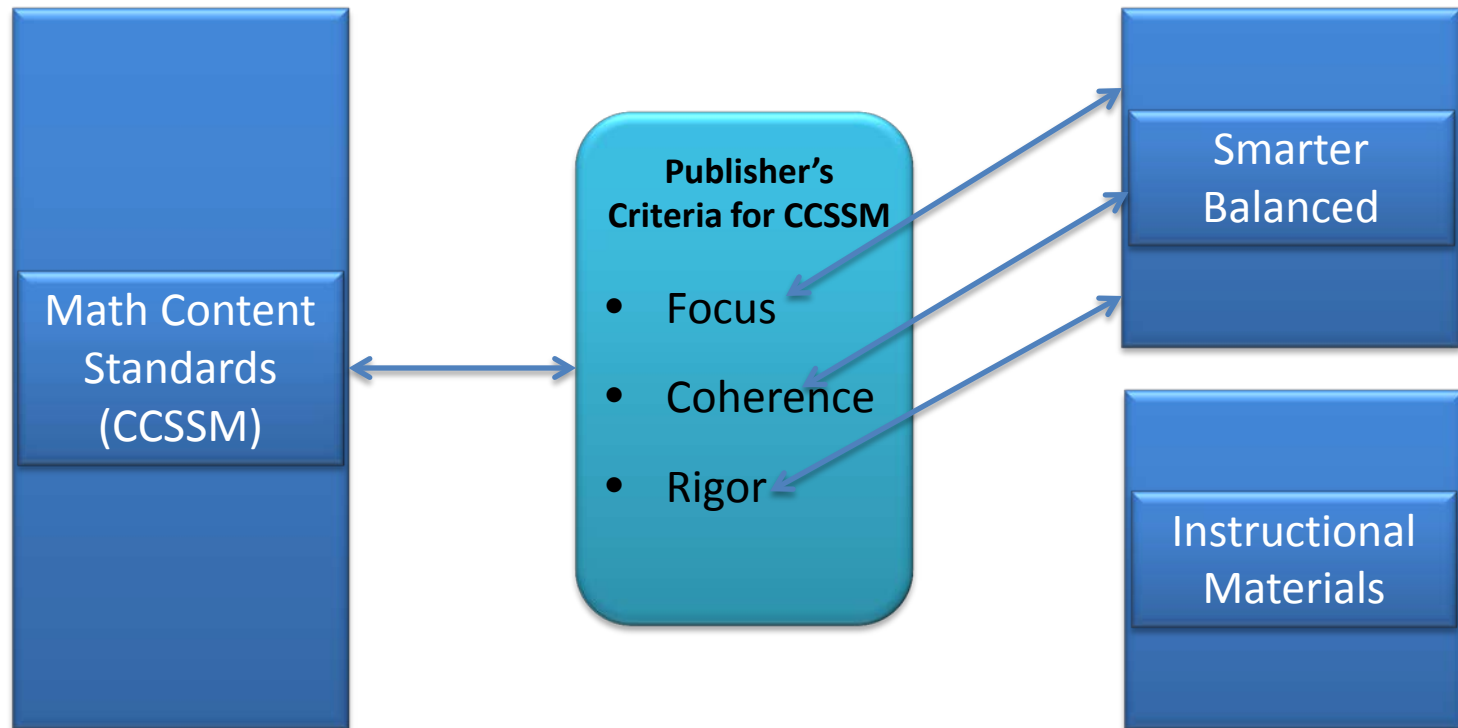 Math Content
Standards
(CCSSM)
Publisher’s
Criteria for CCSSM
• Focus
• Coherence
• Rigor
Smarter
Balanced
Instructional
Materials